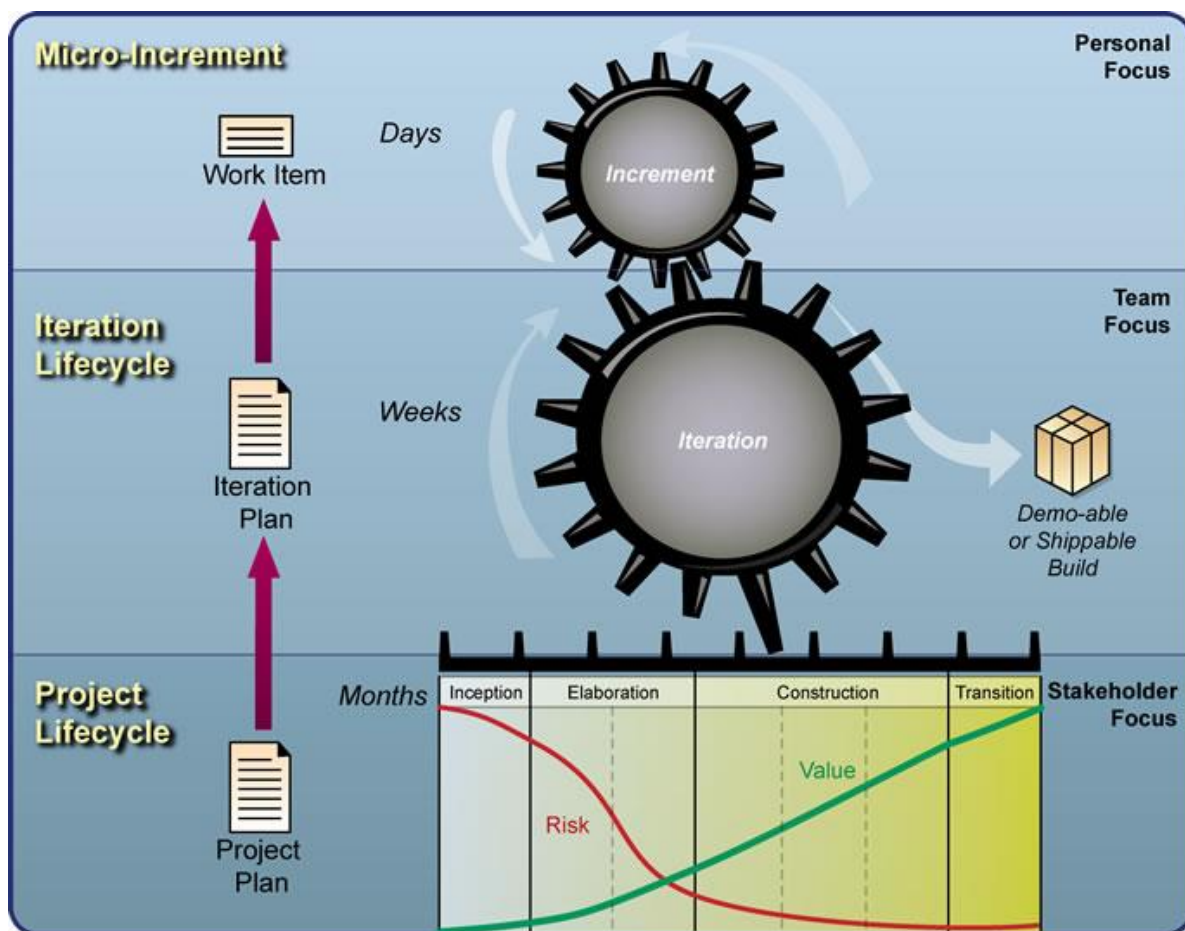 Micro-Increment
Personal
Focus
Days
Work Item
Increment
Iteration
Lifecycle
Team
Focus
Weeks
Iteration
Iteration
Plan
Demo-able
or Shippable
Build
Project
Lifecycle
Months
Inception
Elaboration
Construction
Transition
Stakeholder
Focus
Value
Risk
Project
Plan